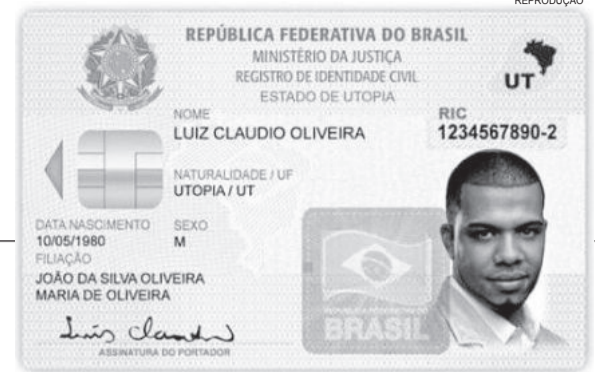 REPRODUÇÃO
REPÚBLICA FEDERATIVA DO BRASIL
MINISTÉRIO DA JUSTIÇA
REGISTRO DE IDENTIDADE CIVIL
ESTADO DE UTOPIA
UT
NOME
LUIZ CLAUDIO OLIVEIRA
RIC
1234567890-2
NATURALIDADE / UF
UTOPIA / UT
DATA NASCIMENTO SEXO
10/05/1980 M
FILIAÇÃO
JOÃO DA SILVA OLIVEIRA
MARIA DE OLIVEIRA
BRASIL
Luis Claudio
ASSINATURA DO PORTADOR